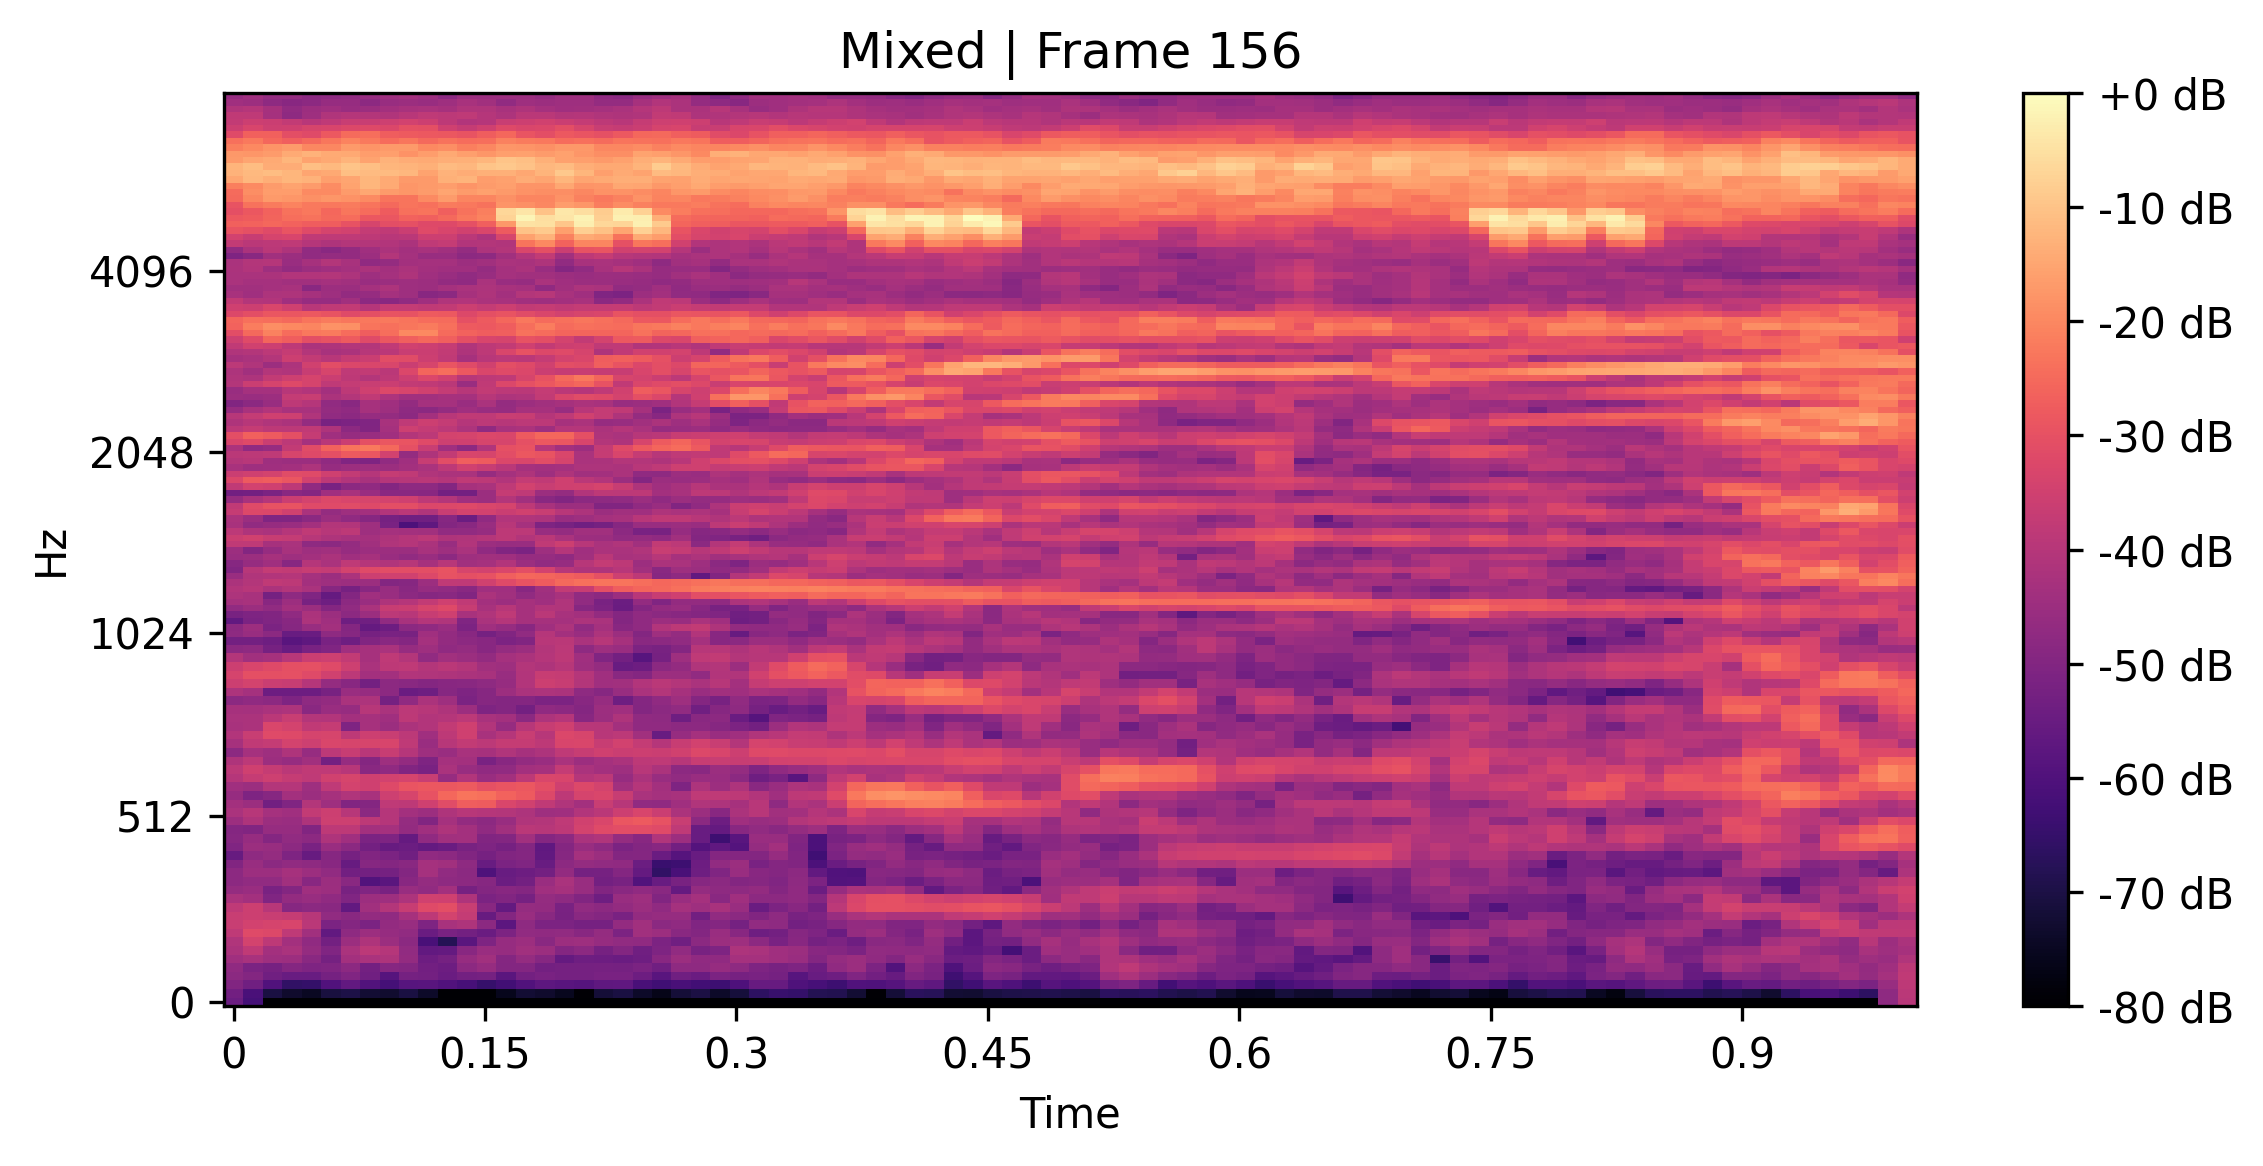 Mixed | Frame 156
Hz
4096
2048
1024
512
0
0 0.15 0.3 0.45 0.6 0.75 0.9
Time
+0 dB
-10 dB
-20 dB
-30 dB
-40 dB
-50 dB
-60 dB
-70 dB
-80 dB